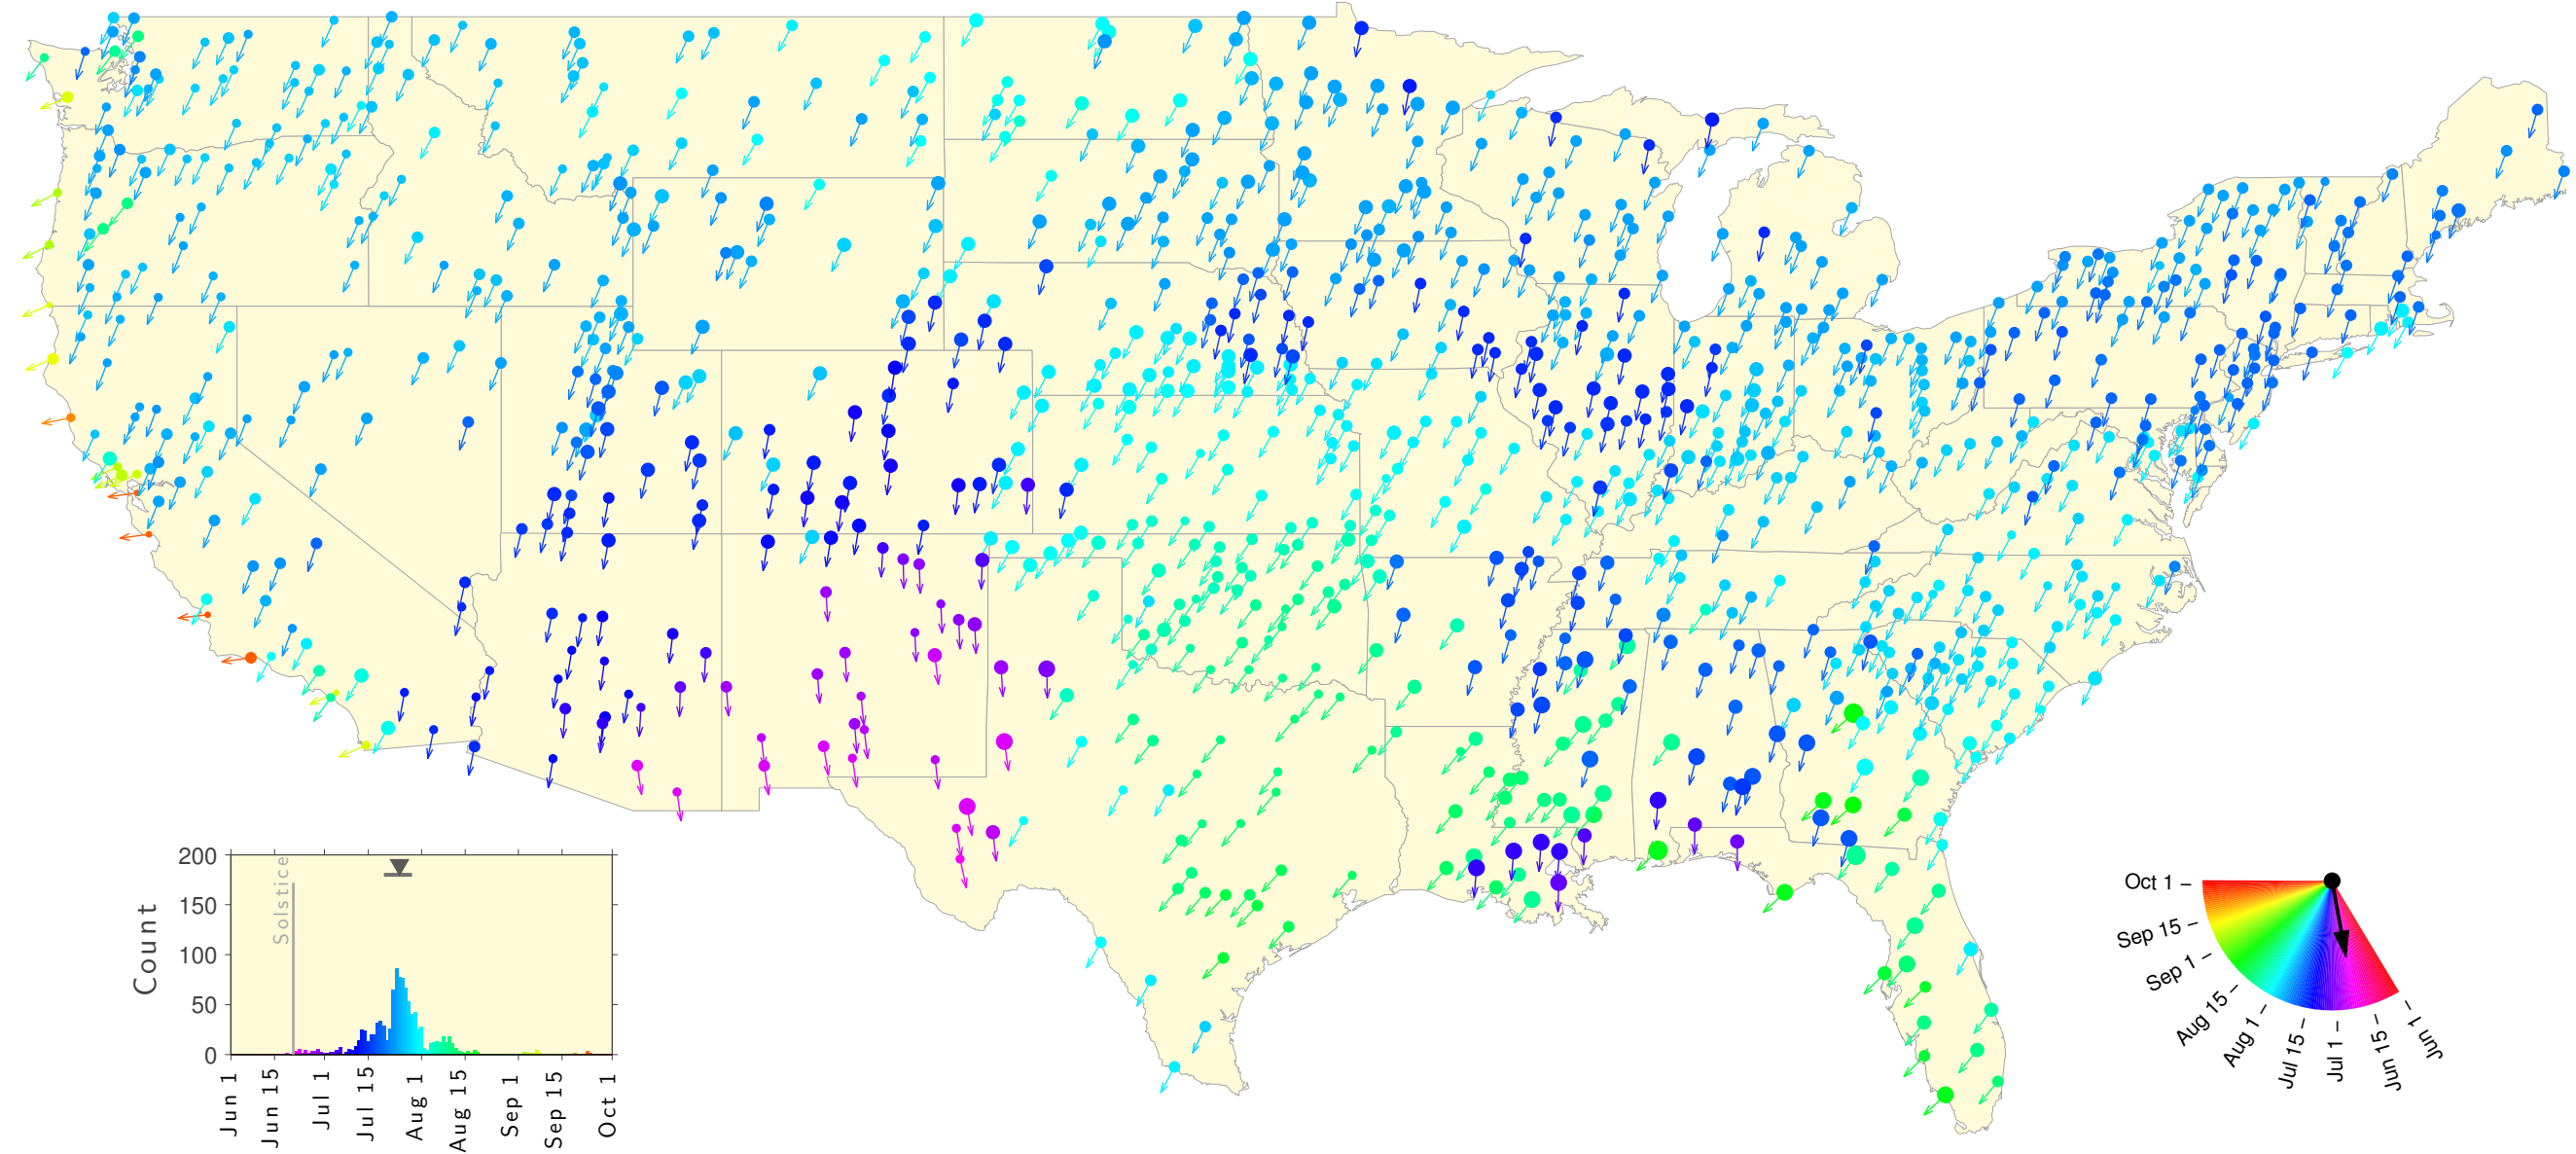 200
150
100
50
0
Count
Solstice
Jun 1
Jun 15
Jul 1
Jul 15
Aug 1
Aug 15
Sep 1
Sep 15
Oct 1
Oct 1 –
Sep 15 –
Sep 1 –
Aug 15 –
Aug 1 –
Jul 15 –
Jul 1 –
Jun 15 –
Jun 1 –